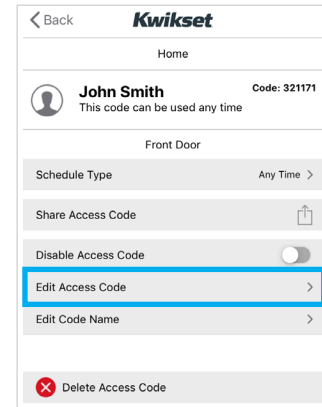 Back Kwikset
Home
John Smith Code: 321171
This code can be used any time
Front Door
Schedule Type Any Time
Share Access Code
Disable Access Code
Edit Access Code
Edit Code Name
Delete Access Code